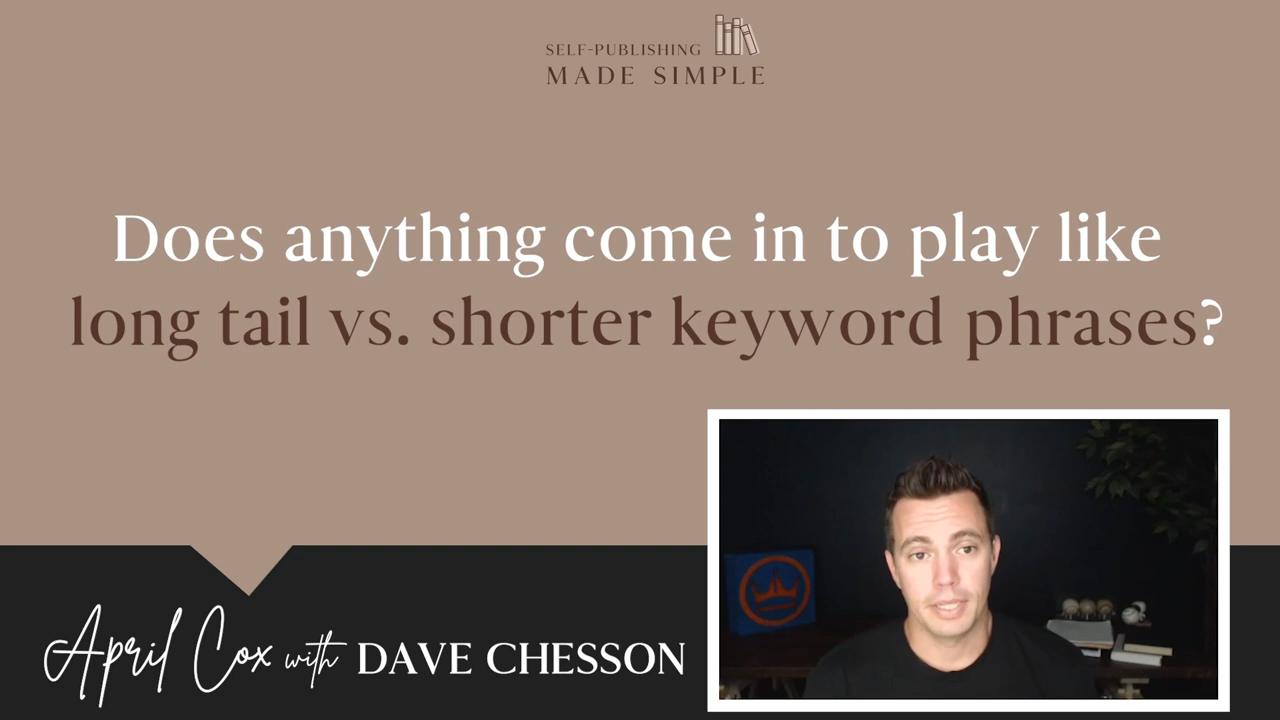 SELF-PUBLISHING
MADE SIMPLE
Does anything come in to play like
long tail vs. shorter keyword phrases?
April Cox with DAVE CHESSON